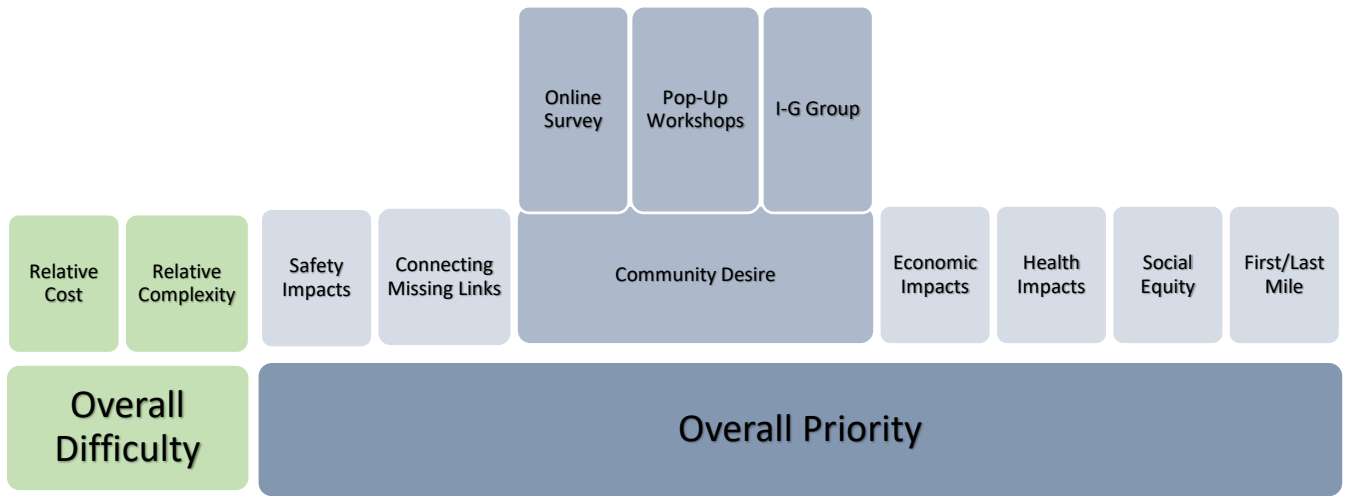 Online
Survey
Pop-Up
Workshops
I-G Group
Relative
Cost
Relative
Complexity
Safety
Impacts
Connecting
Missing Links
Community Desire
Economic
Impacts
Health
Impacts
Social
Equity
First/Last
Mile
Overall
Difficulty
Overall Priority